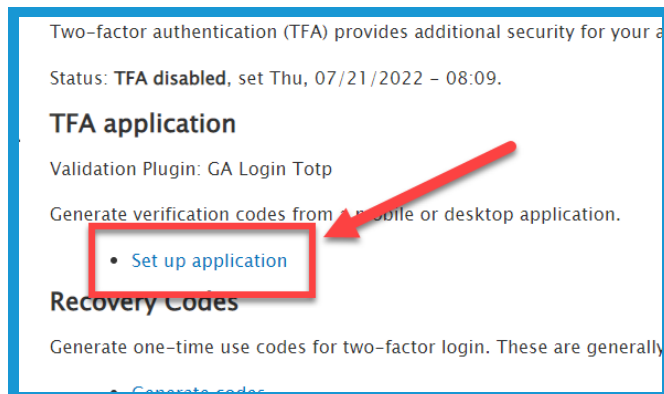 Two-factor authentication (TFA) provides additional security for your
Status: TFA disabled, set Thu, 07/21/2022 – 08:09.
TFA application
Validation Plugin: GA Login Totp
Generate verification codes from a mobile or desktop application.
• Set up application
Recovery Codes
Generate one-time use codes for two-factor login. These are generally
• Generate codes